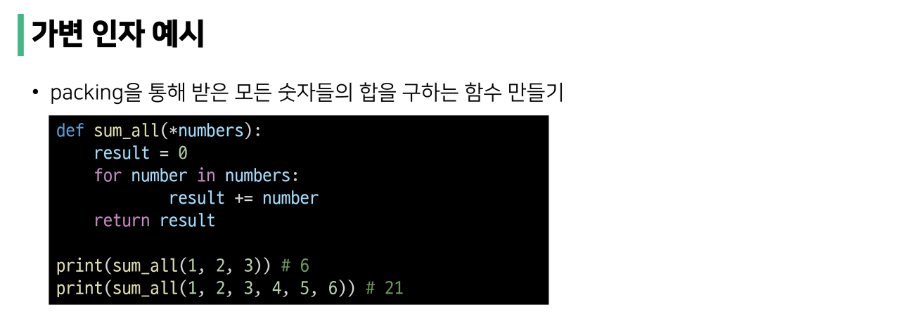 가변 인자 예시
• packing을 통해 받은 모든 숫자들의 합을 구하는 함수 만들기
def sum_all(*numbers):
    result = 0
    for number in numbers:
            result += number
    return result

print(sum_all(1, 2, 3)) # 6
print(sum_all(1, 2, 3, 4, 5, 6)) # 21